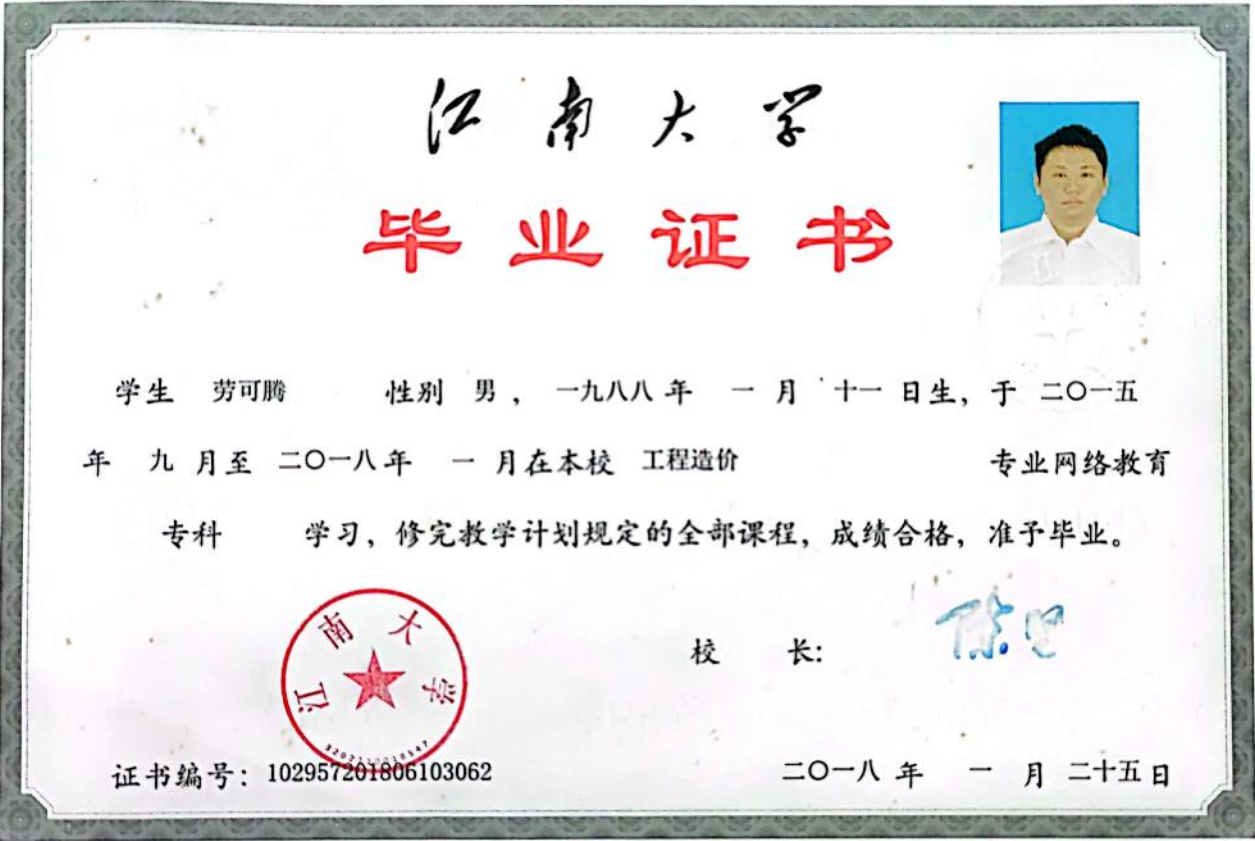 江南大学
毕业证书
学生 劳可腾 性别 男 ， 一九八八 年 一 月 十一 日生，于 二〇一五
年 九 月至 二〇一八 年 一 月在本校 工程造价 专业网络教育
专科 学习，修完教学计划规定的全部课程，成绩合格，准予毕业。
江南大学
校 长：
证书编号：102957201806103062
二〇一八 年 一 月 二十五 日